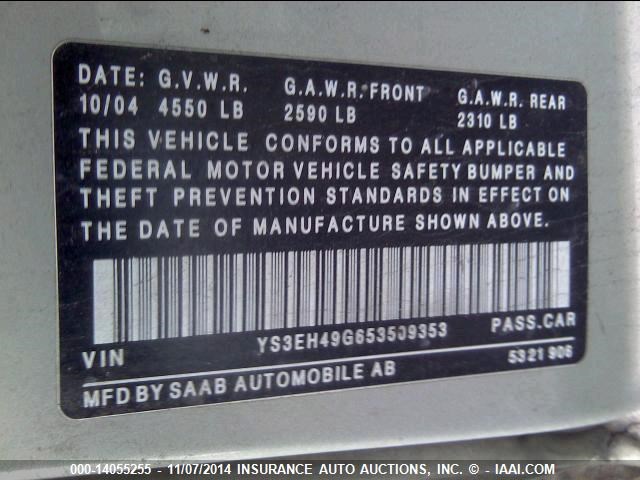 DATE: G.V.W.R. G.A.W.R. FRONT G.A.W.R. REAR
10/04 4550 LB 2590 LB 2310 LB
THIS VEHICLE CONFORMS TO ALL APPLICABLE
FEDERAL MOTOR VEHICLE SAFETY BUMPER AND
THEFT PREVENTION STANDARDS IN EFFECT ON
THE DATE OF MANUFACTURE SHOWN ABOVE.
VIN YS3EH49G653509353 PASS.CAR
MFD BY SAAB AUTOMOBILE AB 5321 906
000-14055255 - 11/07/2014 INSURANCE AUTO AUCTIONS, INC. © - IAAI.COM